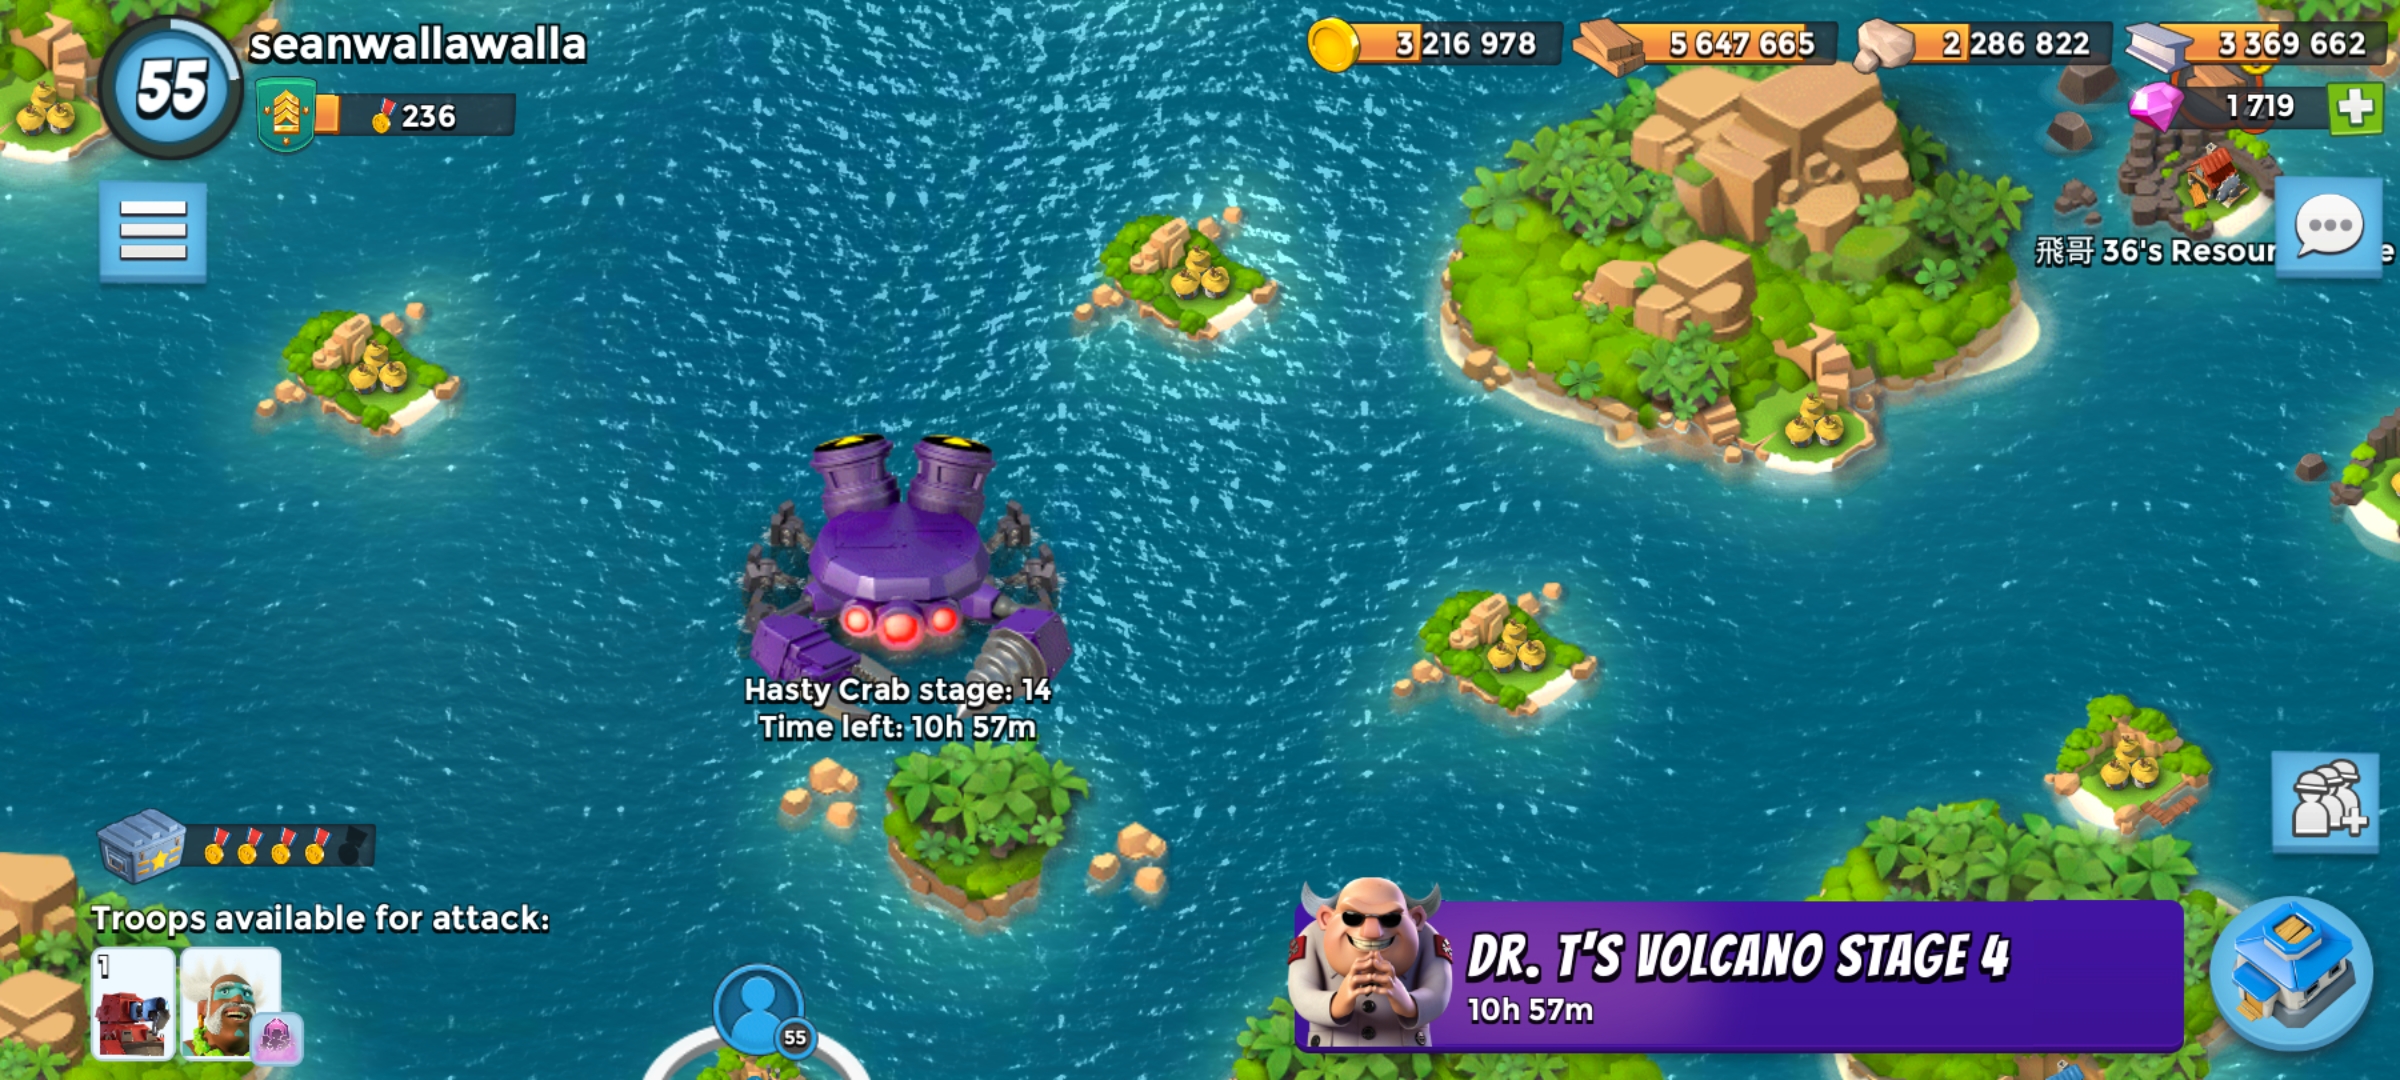 55
seanwallawalla
236
3 216 978
5 647 665
2 286 822
3 369 662
1 719
飛哥 36's
Hasty Crab stage: 14
Time left: 10h 57m
Troops available for attack:
1
55
DR. T'S VOLCANO STAGE 4
10h 57m